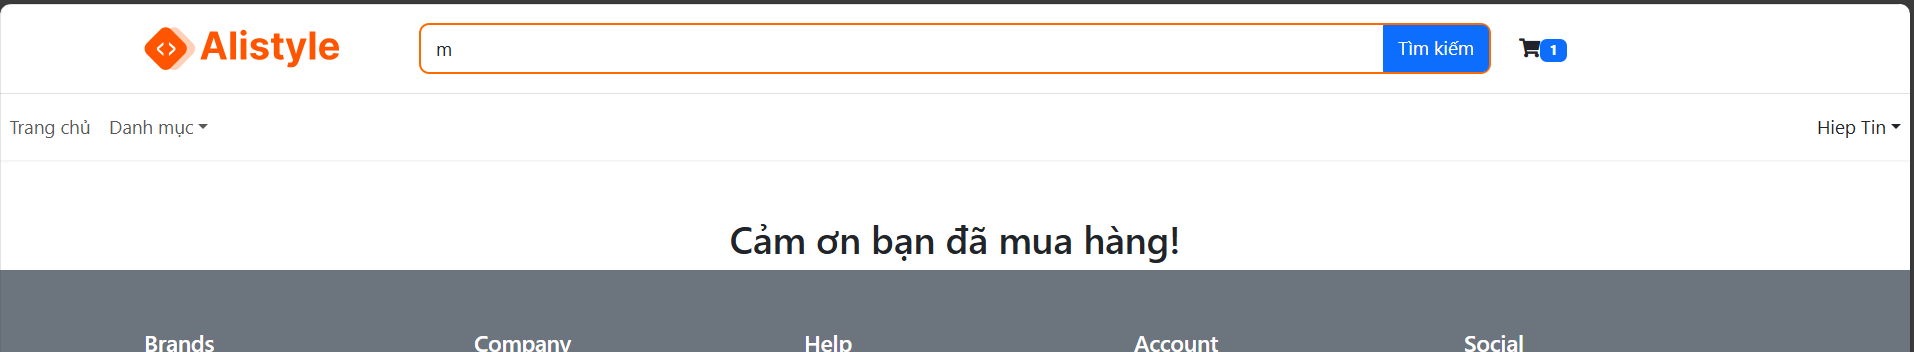 Alistyle
m
Tìm kiếm
1
Trang chủ
Danh mục
Hiep Tin
Cảm ơn bạn đã mua hàng!
Brands
Company
Help
Account
Social